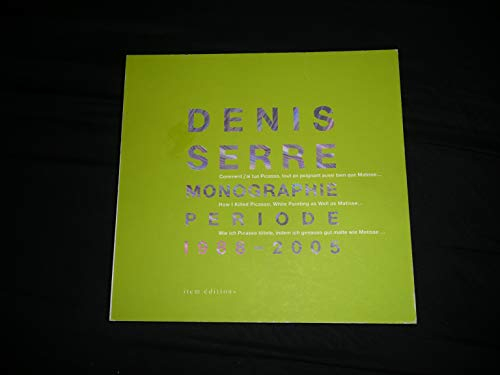 DENIS
SERRE
Comment j'ai tué Picasso, tout en peignant aussi bien que Matisse...
MONOGRAPHIE
How I Killed Picasso, While Painting as Well as Matisse...
PERIODE
Wie ich Picasso tötete, indem ich genauso gut malte wie Matisse...
1988-2005
item éditions